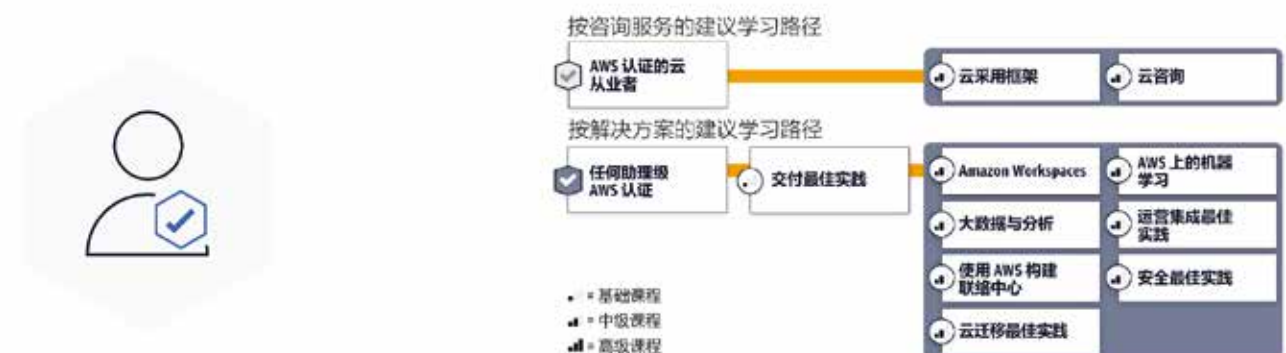 按咨询服务的建议学习路径
AWS 认证的云
从业者
云采用框架
云咨询
按解决方案的建议学习路径
任何助理级
AWS 认证
交付最佳实践
Amazon Workspaces
AWS 上的机器
学习
大数据与分析
运营集成最佳
实践
使用 AWS 构建
联络中心
安全最佳实践
云迁移最佳实践
= 基础课程
= 中级课程
= 高级课程